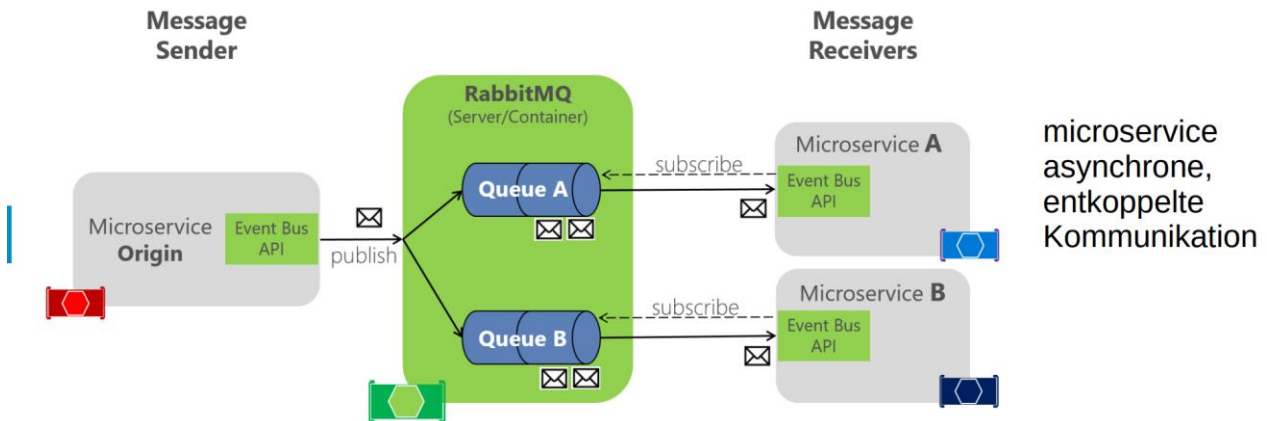 Message
Sender
Message
Receivers
RabbitMQ
(Server/Container)
Microservice
Origin
Event Bus
API
publish
Queue A
Queue B
subscribe
subscribe
Microservice A
Event Bus
API
Microservice B
Event Bus
API
microservice
asynchrone,
entkoppelte
Kommunikation